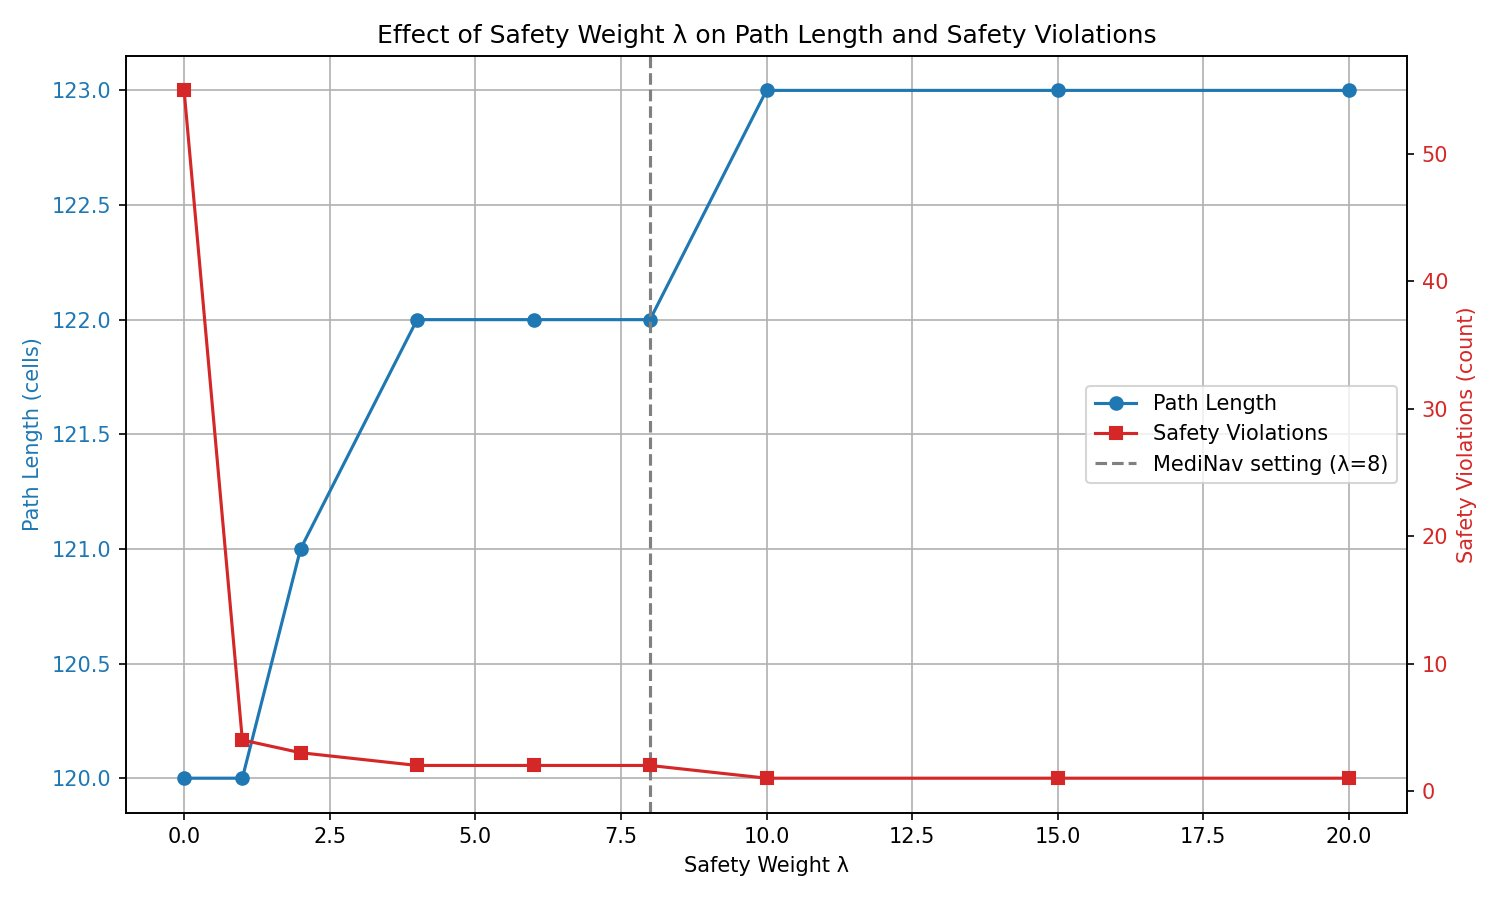 Effect of Safety Weight λ on Path Length and Safety Violations
123.0
122.5
122.0
121.5
121.0
120.5
120.0
Path Length (cells)
50
40
30
20
10
0
Safety Violations (count)
Path Length
Safety Violations
MediNav setting (λ=8)
0.0 2.5 5.0 7.5 10.0 12.5 15.0 17.5 20.0
Safety Weight λ